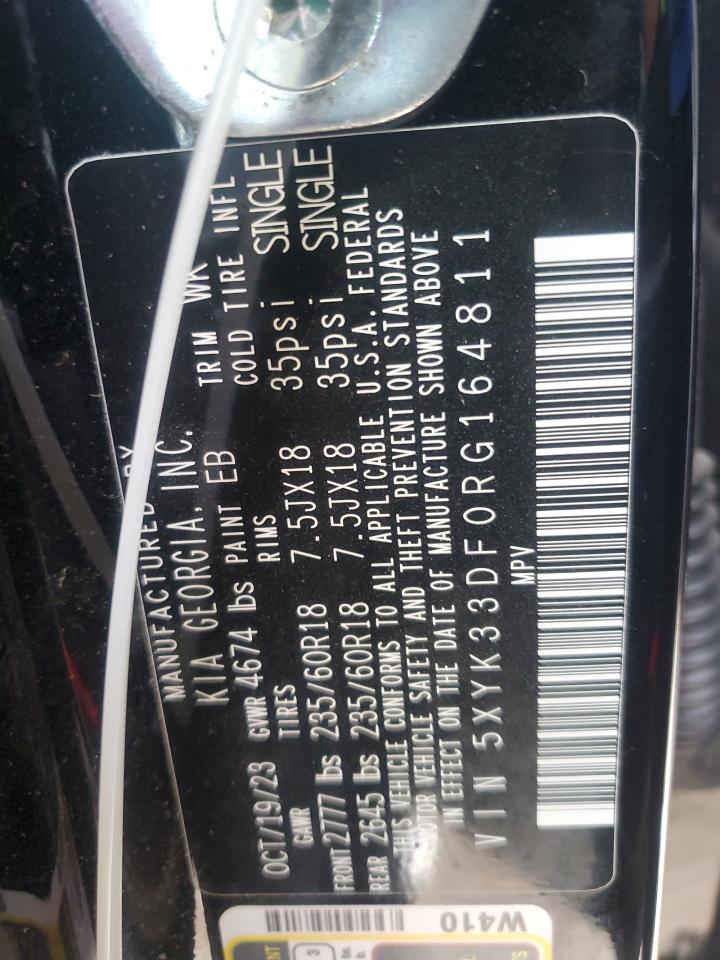 MANUFACTURED BY
KIA GEORGIA, INC.
OCT/19/23 GVWR 4674 lbs PAINT EB TRIM WK
GAWR TIRES RIMS COLD TIRE INFL
FRONT 2777 lbs 235/60R18 7.5JX18 35psi SINGLE
REAR 2645 lbs 235/60R18 7.5JX18 35psi SINGLE
THIS VEHICLE CONFORMS TO ALL APPLICABLE U.S.A. FEDERAL
MOTOR VEHICLE SAFETY AND THEFT PREVENTION STANDARDS
IN EFFECT ON THE DATE OF MANUFACTURE SHOWN ABOVE
VIN 5XYK33DF0RG164811
MPV
W410
3